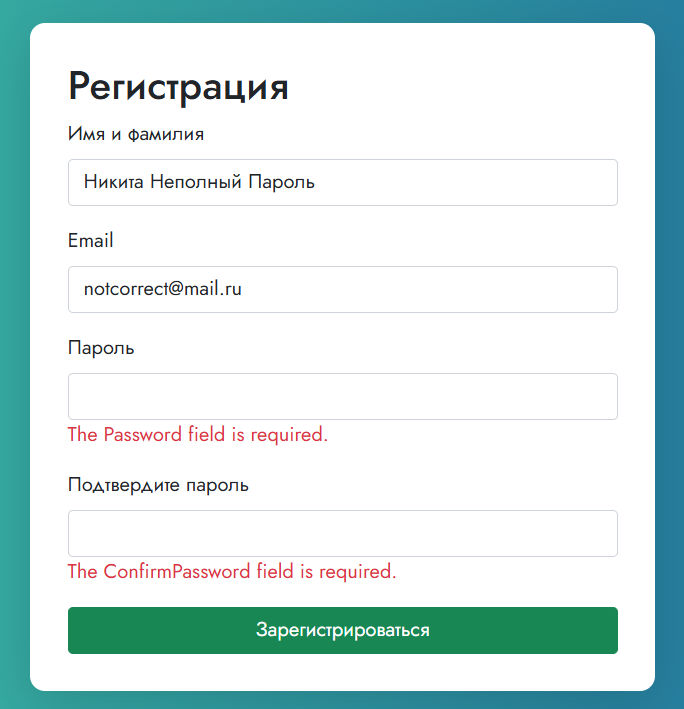 Регистрация
Имя и фамилия
Никита Неполный Пароль
Email
notcorrect@mail.ru
Пароль
The Password field is required.
Подтвердите пароль
The ConfirmPassword field is required.
Зарегистрироваться